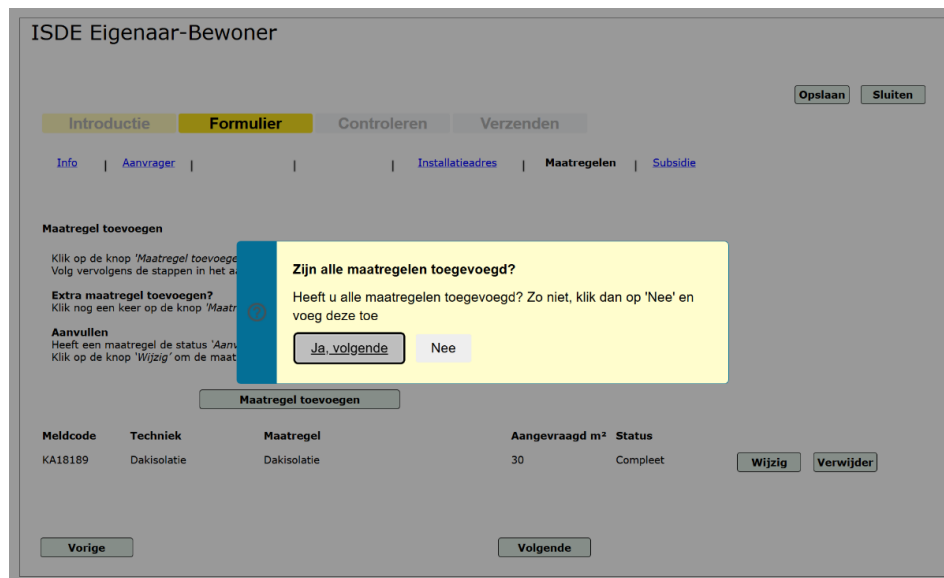 ISDE Eigenaar-Bewoner
Opslaan Sluiten
Introductie Formulier Controleren Verzenden
Info | Aanvrager | | | Installatieadres | Maatregelen | Subsidie
Maatregel toevoegen
Klik op de knop 'Maatregel toevoege
Volg vervolgens de stappen in het a
Extra maatregel toevoegen?
Klik nog een keer op de knop 'Maatr
Aanvullen
Heeft een maatregel de status 'Aanv
Klik op de knop 'Wijzig' om de maat
Zijn alle maatregelen toegevoegd?
Heeft u alle maatregelen toegevoegd? Zo niet, klik dan op 'Nee' en
voeg deze toe
Ja, volgende Nee
Maatregel toevoegen
Meldcode Techniek Maatregel Aangevraagd m² Status
KA18189 Dakisolatie Dakisolatie 30 Compleet Wijzig Verwijder
Vorige Volgende